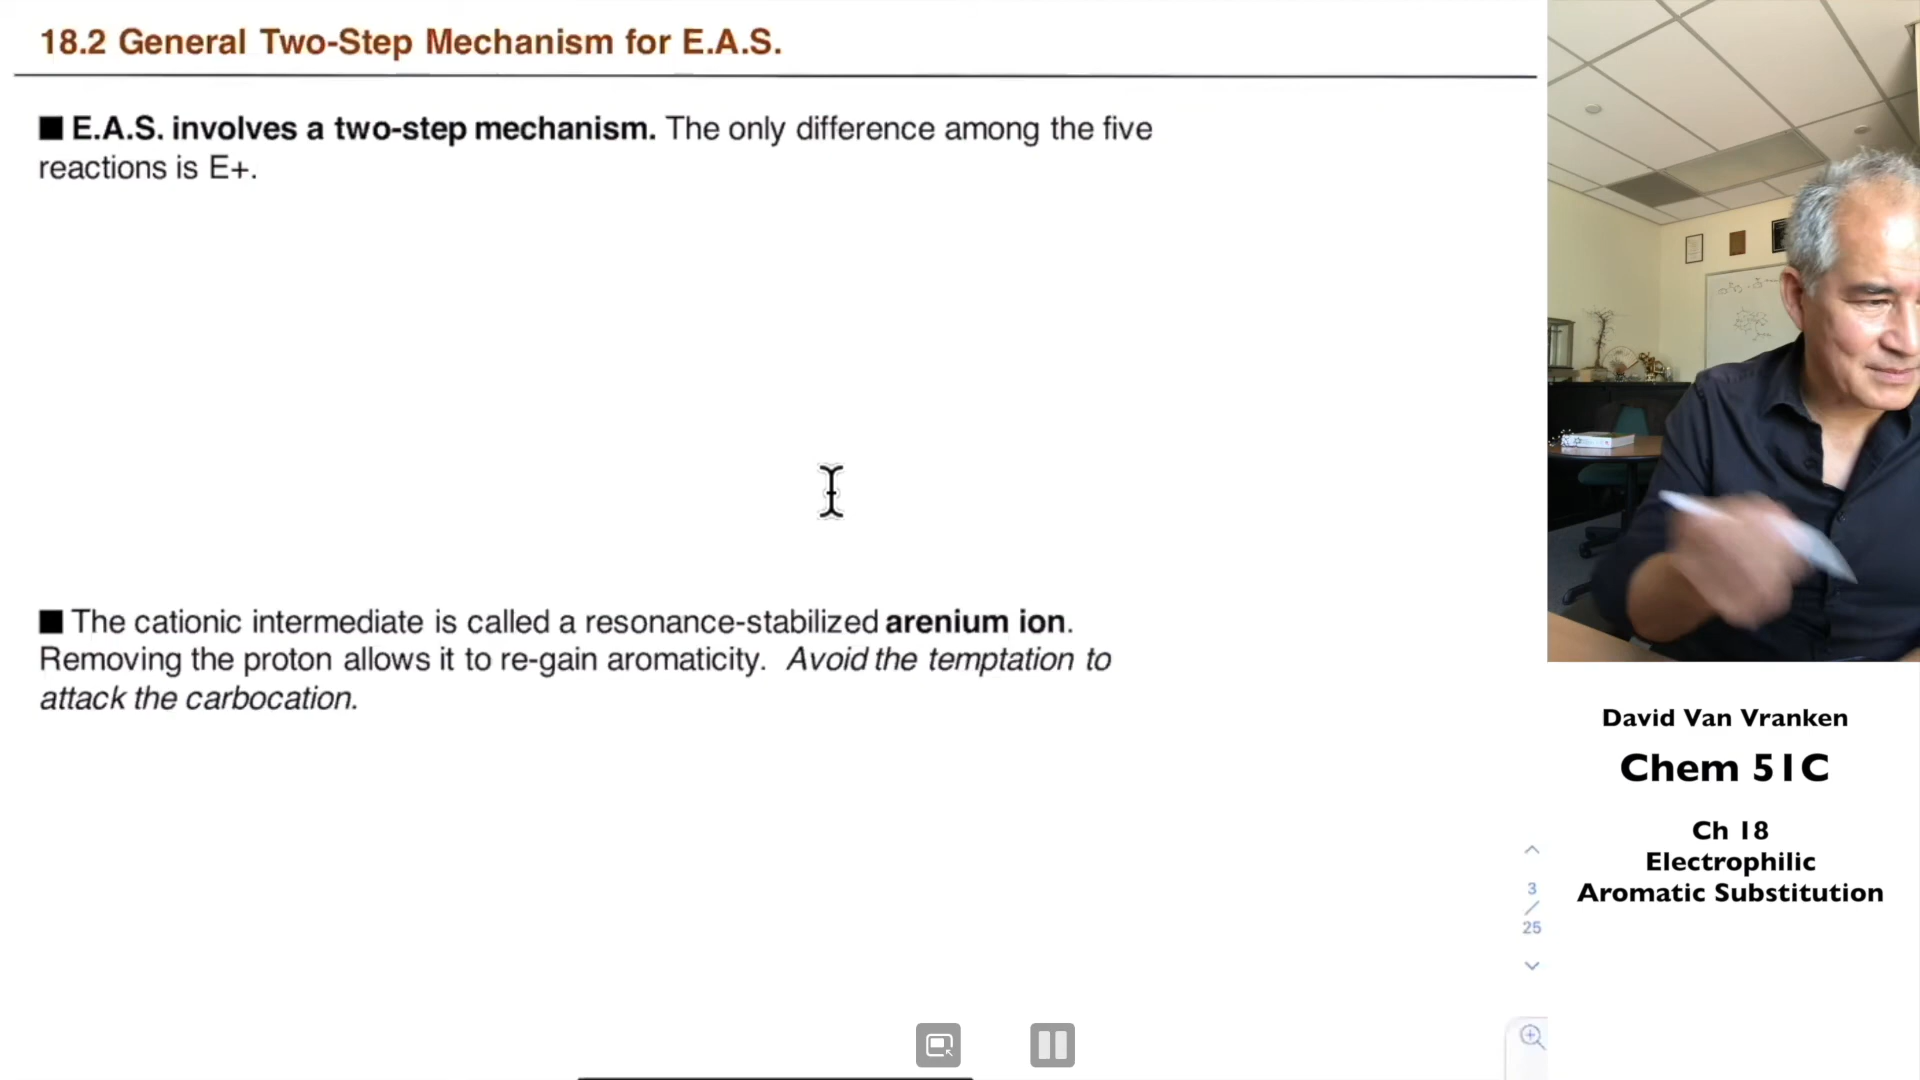 18.2 General Two-Step Mechanism for E.A.S.
■ E.A.S. involves a two-step mechanism. The only difference among the five
reactions is E+.
■ The cationic intermediate is called a resonance-stabilized arenium ion.
Removing the proton allows it to re-gain aromaticity. Avoid the temptation to
attack the carbocation.
David Van Vranken
Chem 51C
Ch 18
Electrophilic
Aromatic Substitution
3
/
25